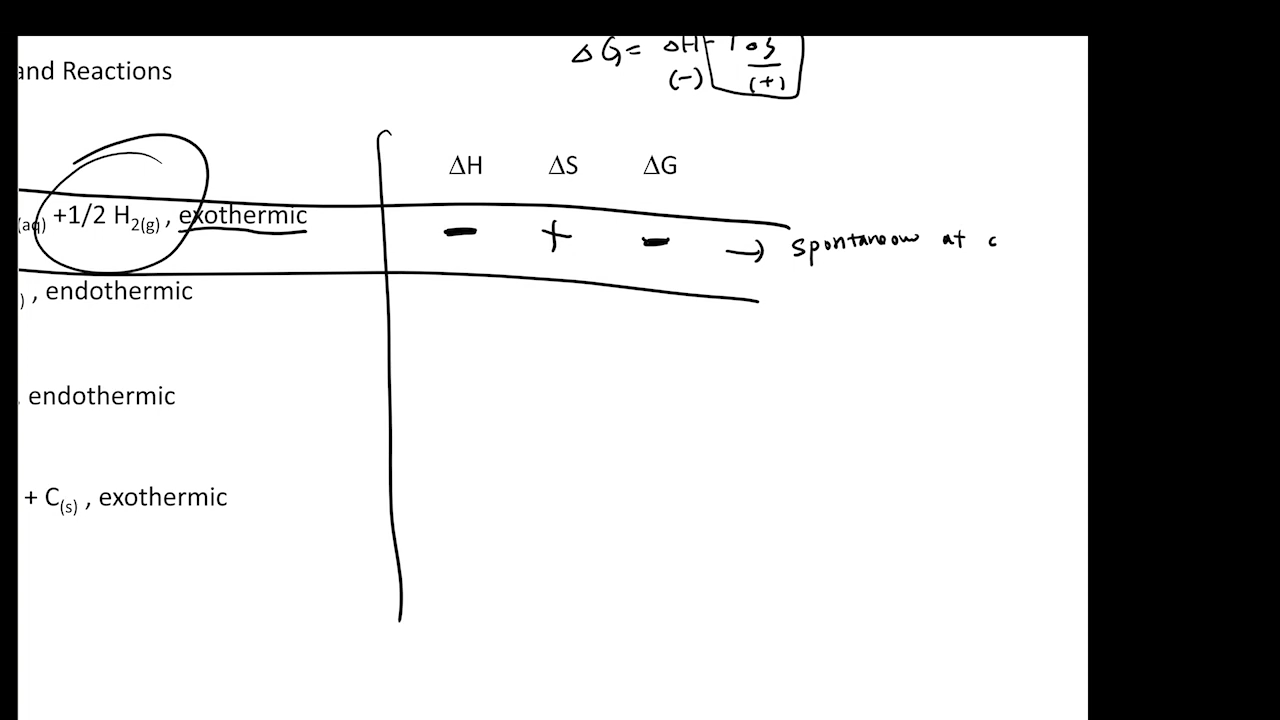 ΔG = ΔH - TΔS
(-) (+)
and Reactions
ΔH ΔS ΔG
(aq) +1/2 H2(g) , exothermic - + - → Spontaneous at
) , endothermic
endothermic
+ C(s) , exothermic